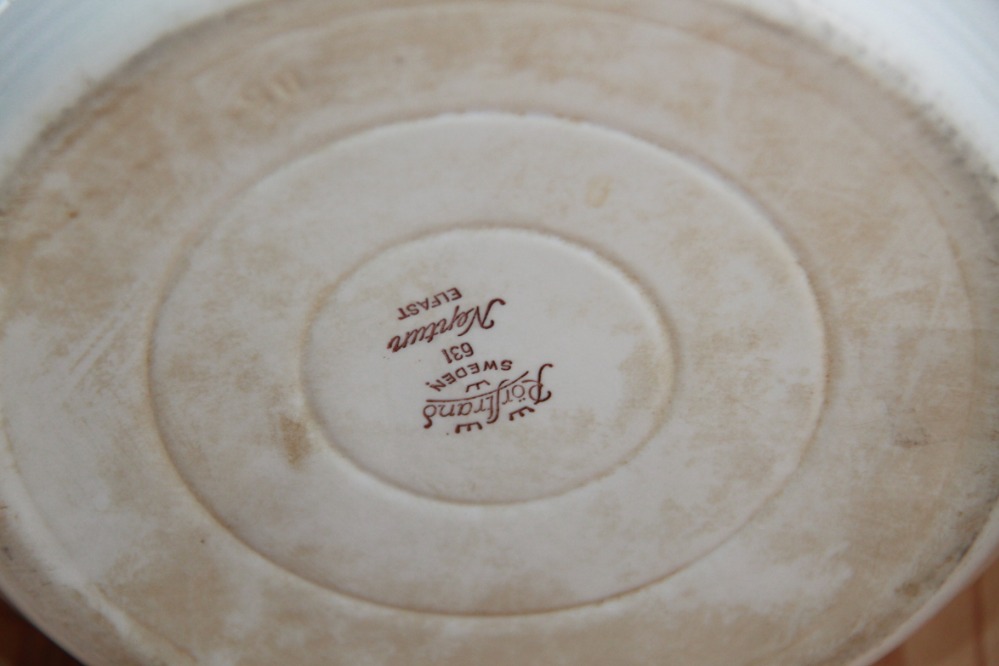 Rörstrand
SWEDEN
631
Neptun
ELFAST